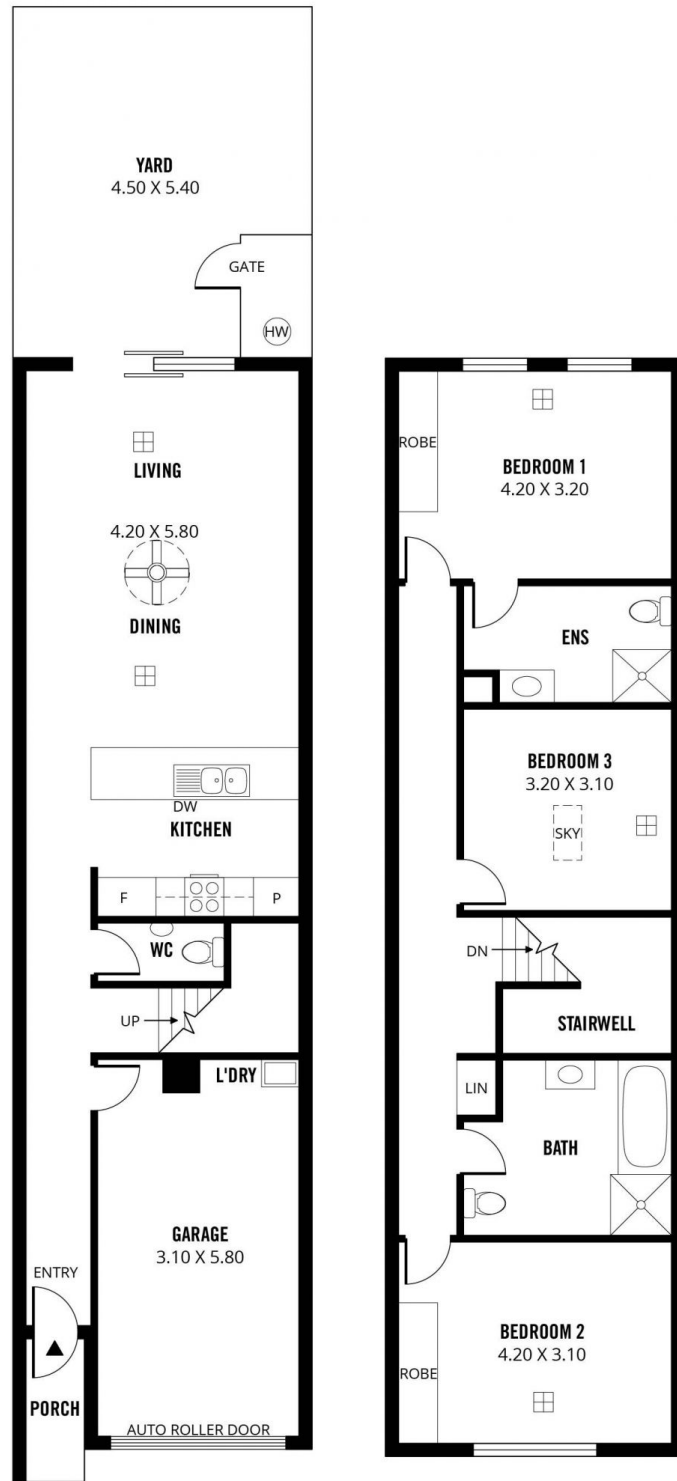 YARD
4.50 X 5.40
GATE
HW
LIVING
4.20 X 5.80
DINING
DW
KITCHEN
F
P
WC
UP
L'DRY
GARAGE
3.10 X 5.80
ENTRY
PORCH
AUTO ROLLER DOOR
ROBE
BEDROOM 1
4.20 X 3.20
ENS
BEDROOM 3
3.20 X 3.10
SKY
DN
STAIRWELL
LIN
BATH
BEDROOM 2
4.20 X 3.10
ROBE